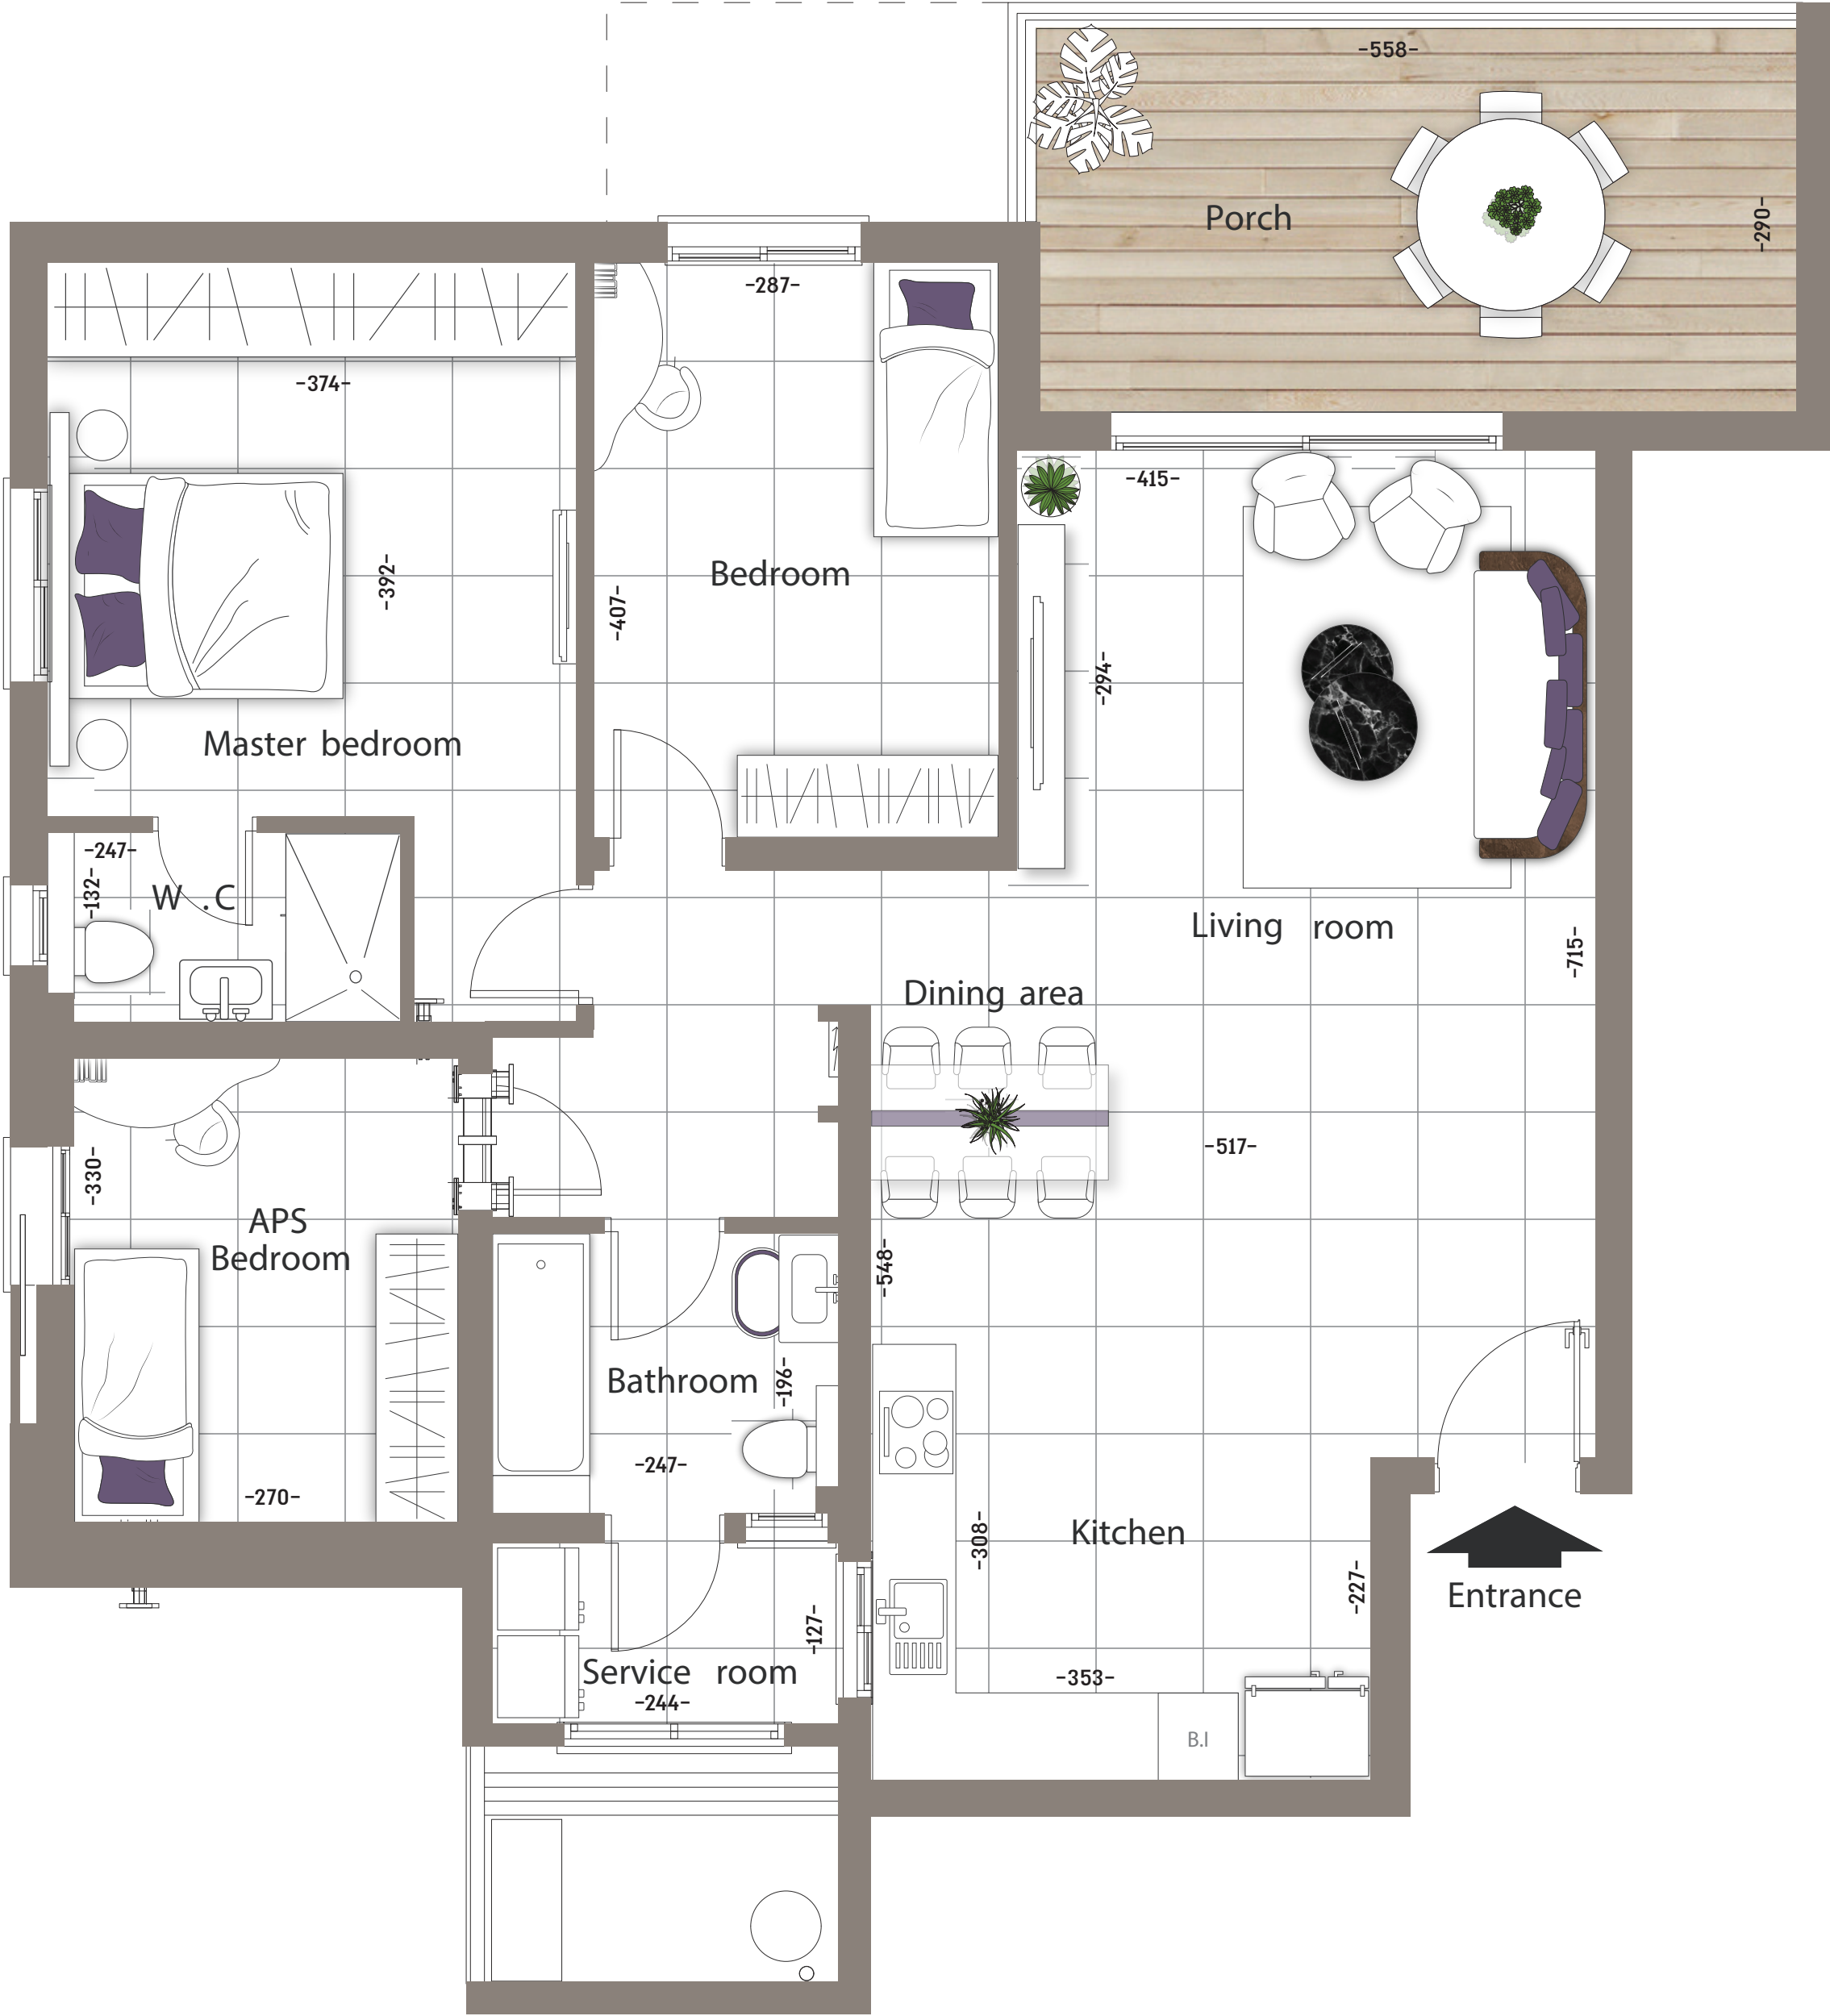 -558-
Porch
-290-
-287-
-374-
-415-
-392-
Bedroom
-407-
-294-
Master bedroom
-247-
-132-
W .C
Living room
-715-
Dining area
-517-
-330-
APS
Bedroom
-548-
Bathroom
-196-
-247-
-270-
Kitchen
-308-
-227-
Entrance
-127-
Service room
-244-
-353-
B.I